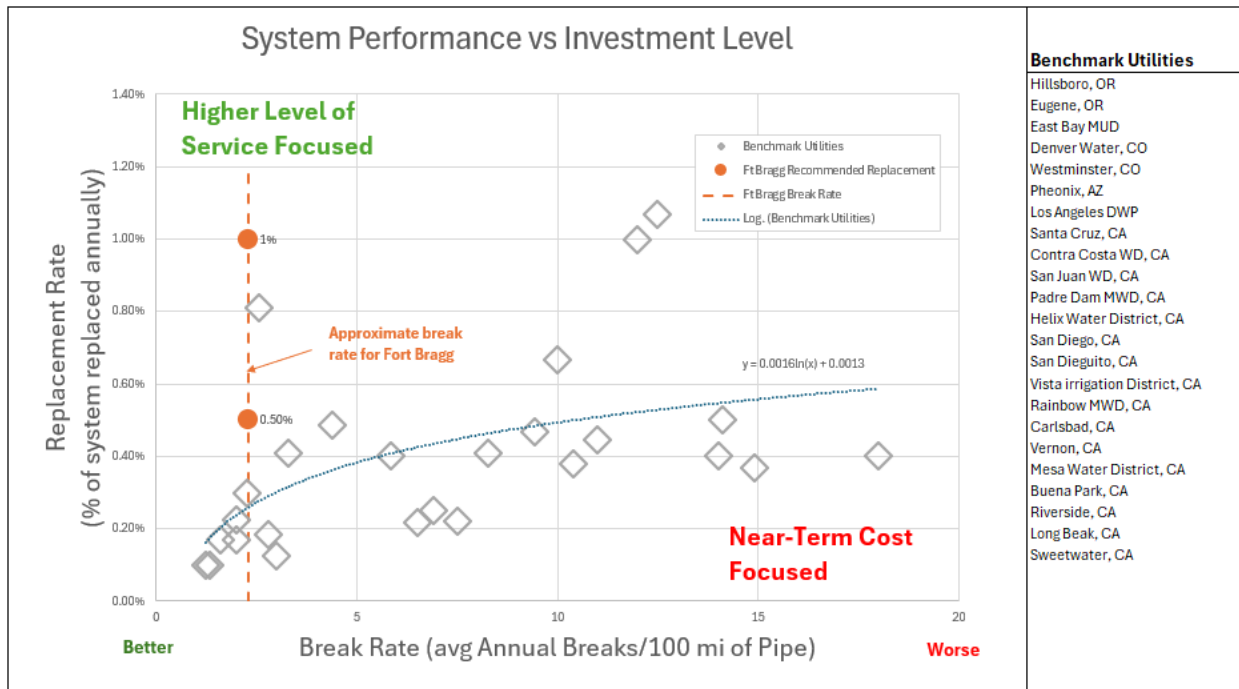 System Performance vs Investment Level
Higher Level of
Service Focused
Benchmark Utilities
Ft Bragg Recommended Replacement
Ft Bragg Break Rate
Log. (Benchmark Utilities)
Replacement Rate
(% of system replaced annually)
1.40%
1.20%
1.00%
0.80%
0.60%
0.40%
0.20%
0.00%
1%
Approximate break
rate for Fort Bragg
y = 0.0016ln(x) + 0.0013
0.50%
Near-Term Cost
Focused
0
5
10
15
20
Better
Break Rate (avg Annual Breaks/100 mi of Pipe)
Worse
Benchmark Utilities
Hillsboro, OR
Eugene, OR
East Bay MUD
Denver Water, CO
Westminster, CO
Pheonix, AZ
Los Angeles DWP
Santa Cruz, CA
Contra Costa WD, CA
San Juan WD, CA
Padre Dam MWD, CA
Helix Water District, CA
San Diego, CA
San Dieguito, CA
Vista irrigation District, CA
Rainbow MWD, CA
Carlsbad, CA
Vernon, CA
Mesa Water District, CA
Buena Park, CA
Riverside, CA
Long Beak, CA
Sweetwater, CA